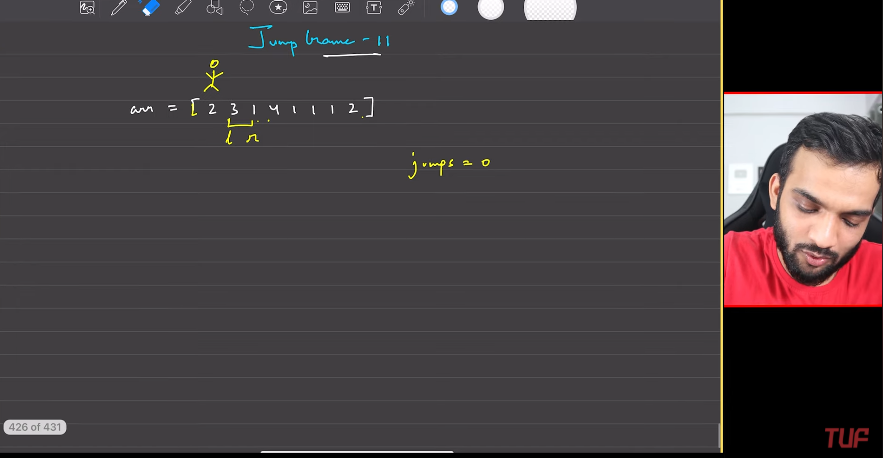 Jump Game - II
arr = [ 2 3 1 4 1 1 1 2 ]
l r
jumps = 0
426 of 431
TUF